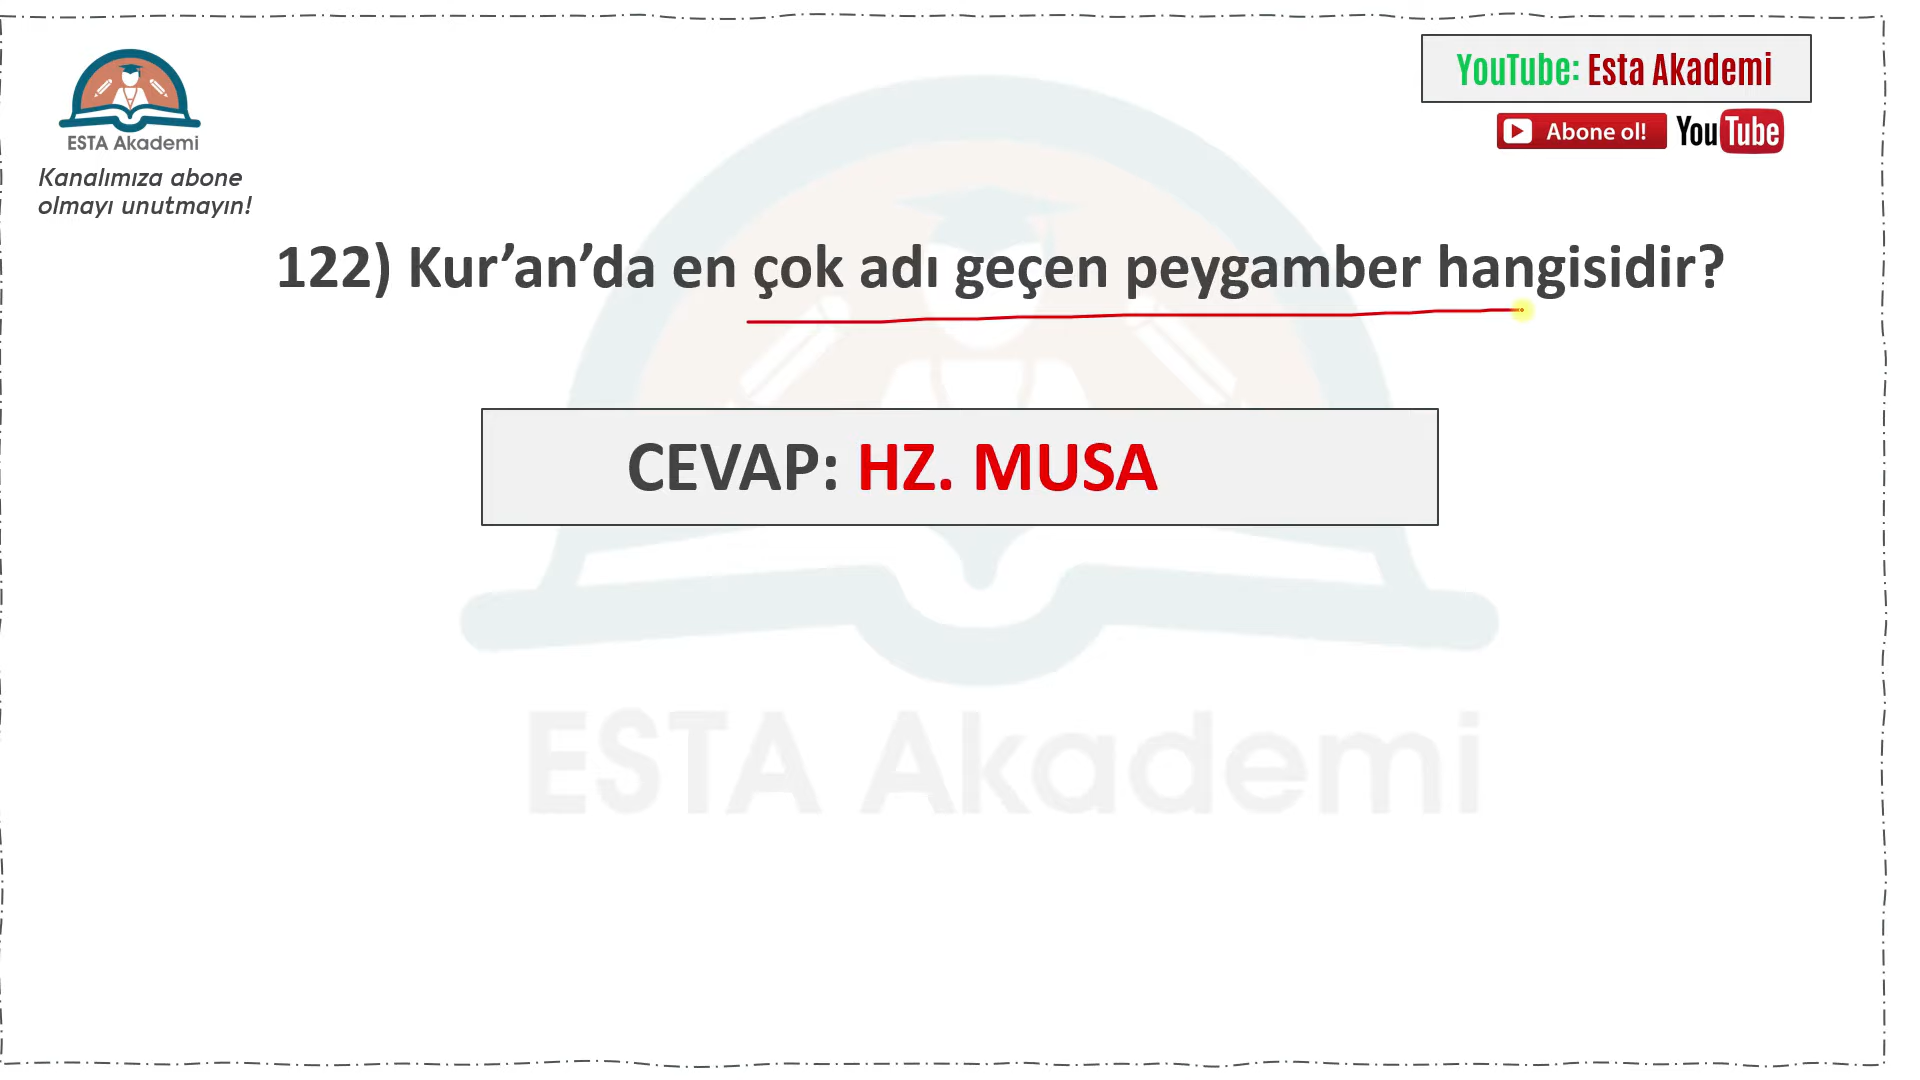 ESTA Akademi
Kanalımıza abone
olmayı unutmayın!
YouTube: Esta Akademi
Abone ol! YouTube
122) Kur’an’da en çok adı geçen peygamber hangisidir?
CEVAP: HZ. MUSA
ESTA Akademi